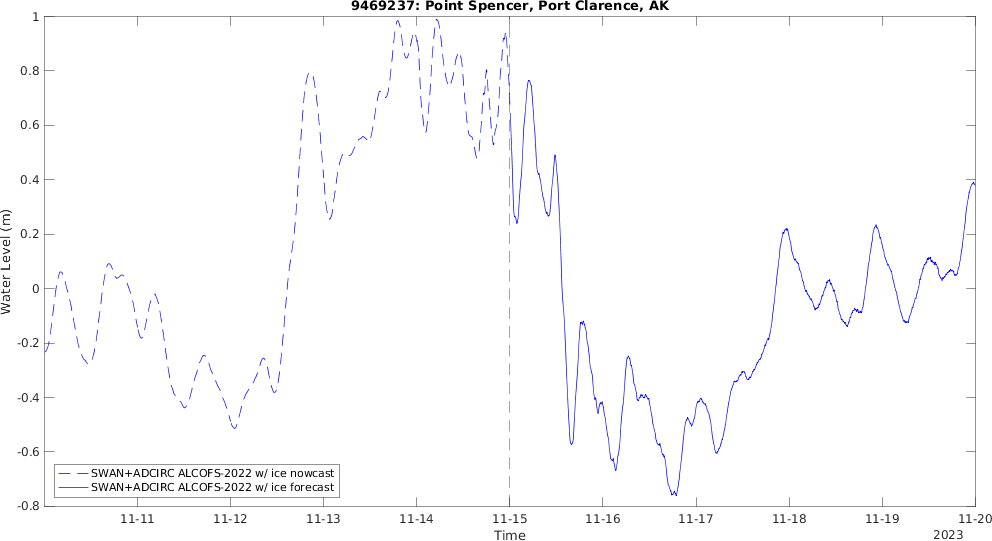 9469237: Point Spencer, Port Clarence, AK
Water Level (m)
1
0.8
0.6
0.4
0.2
0
-0.2
-0.4
-0.6
-0.8
SWAN+ADCIRC ALCOFS-2022 w/ ice nowcast
SWAN+ADCIRC ALCOFS-2022 w/ ice forecast
11-11 11-12 11-13 11-14 11-15 11-16 11-17 11-18 11-19 11-20
Time
2023